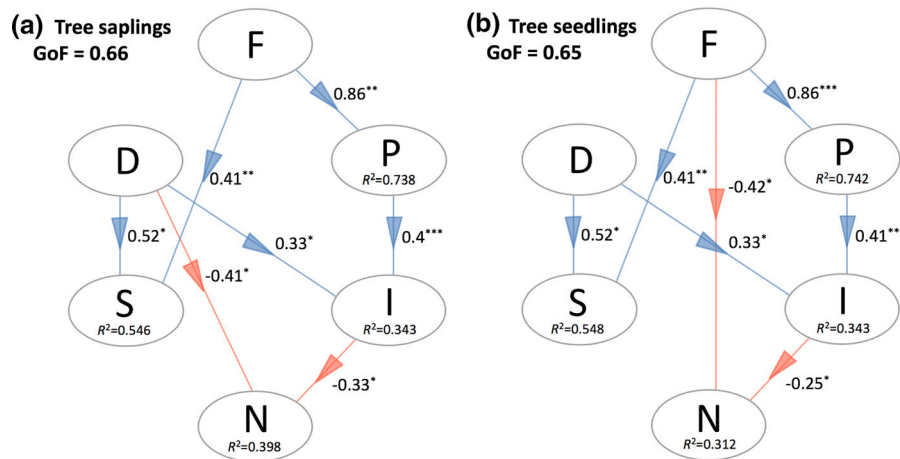 (a) Tree saplings
GoF = 0.66
F
0.86**
D
P
R²=0.738
0.41**
0.52*
0.33*
0.4***
-0.41*
S
R²=0.546
I
R²=0.343
-0.33*
N
R²=0.398
(b) Tree seedlings
GoF = 0.65
F
0.86***
D
P
R²=0.742
0.41**
-0.42*
0.52*
0.33*
0.41**
S
R²=0.548
I
R²=0.343
-0.25*
N
R²=0.312